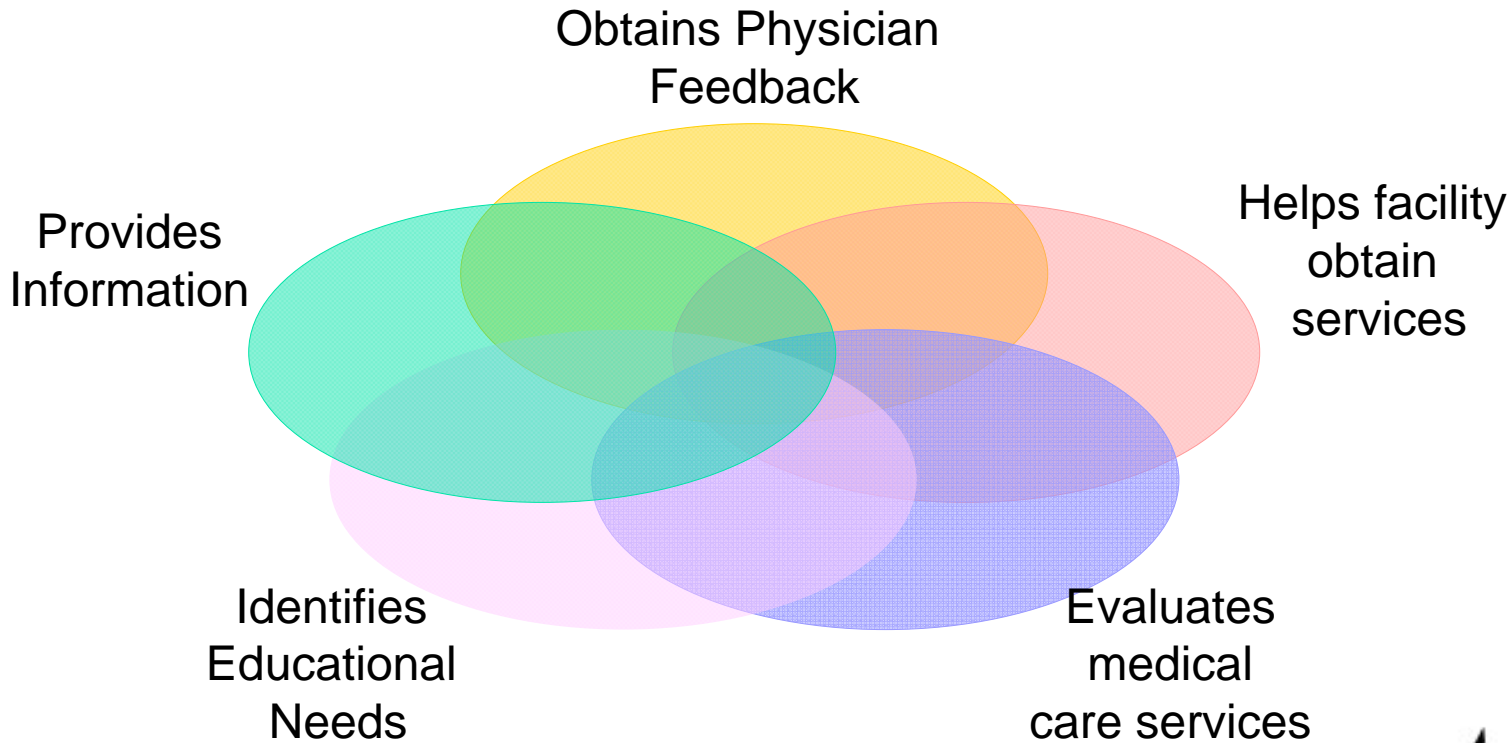 Obtains Physician
Feedback
Provides
Information
Helps facility
obtain
services
Identifies
Educational
Needs
Evaluates
medical
care services